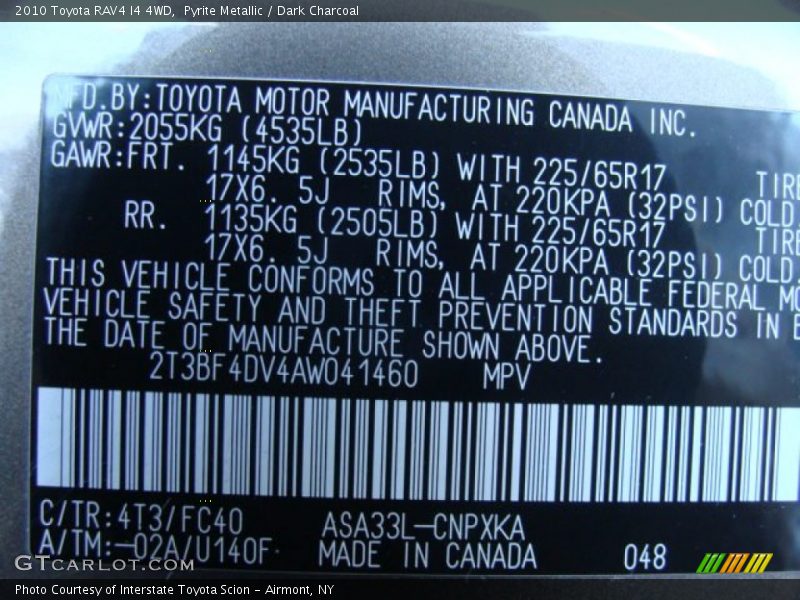 2010 Toyota RAV4 I4 4WD,  Pyrite Metallic / Dark Charcoal
MFD.BY:TOYOTA MOTOR MANUFACTURING CANADA INC.
GVWR:2055KG (4535LB)
GAWR:FRT. 1145KG (2535LB) WITH 225/65R17 TIRE
17X6. 5J RIMS, AT 220KPA (32PSI) COLD.
RR. 1135KG (2505LB) WITH 225/65R17 TIRE
17X6. 5J RIMS, AT 220KPA (32PSI) COLD.
THIS VEHICLE CONFORMS TO ALL APPLICABLE FEDERAL MO
VEHICLE SAFETY AND THEFT PREVENTION STANDARDS IN E
THE DATE OF MANUFACTURE SHOWN ABOVE.
2T3BF4DV4AW041460 MPV
C/TR:4T3/FC40 ASA33L-CNPXKA
A/TM:-02A/U140F MADE IN CANADA 048
GTcarlot.com
Photo Courtesy of Interstate Toyota Scion - Airmont, NY